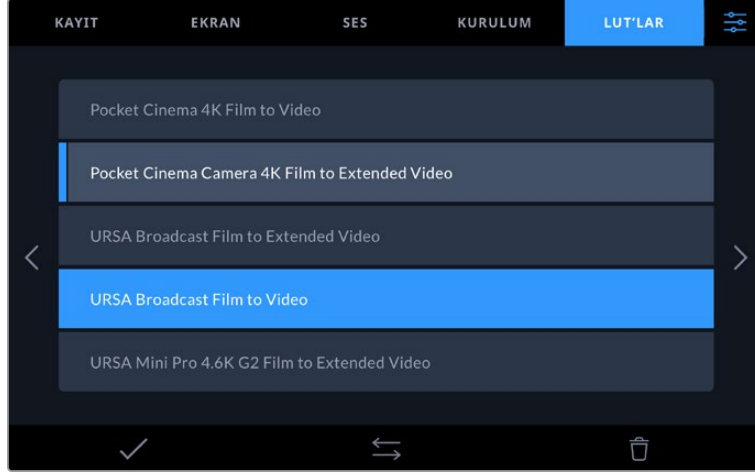 KAYIT EKRAN SES KURULUM LUT'LAR
Pocket Cinema 4K Film to Video
Pocket Cinema Camera 4K Film to Extended Video
URSA Broadcast Film to Extended Video
URSA Broadcast Film to Video
URSA Mini Pro 4.6K G2 Film to Extended Video